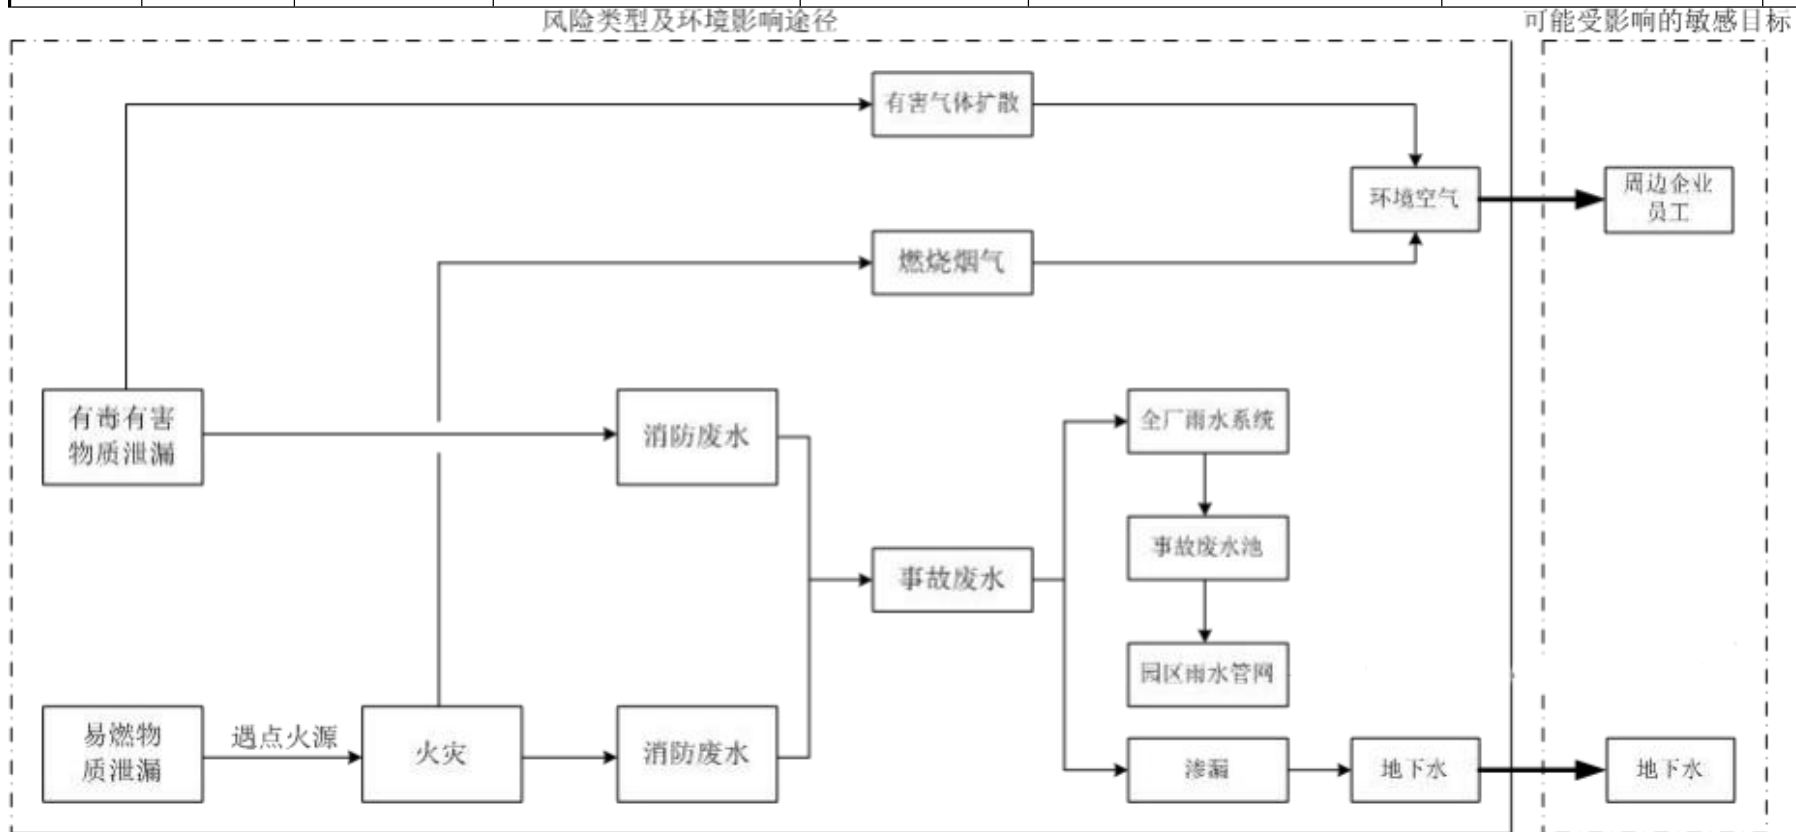 风险类型及环境影响途径
可能受影响的敏感目标
有害气体扩散
环境空气
周边企业
员工
燃烧烟气
有毒有害
物质泄漏
消防废水
全厂雨水系统
事故废水池
事故废水
园区雨水管网
易燃物
质泄漏
遇点火源
火灾
消防废水
渗漏
地下水
地下水